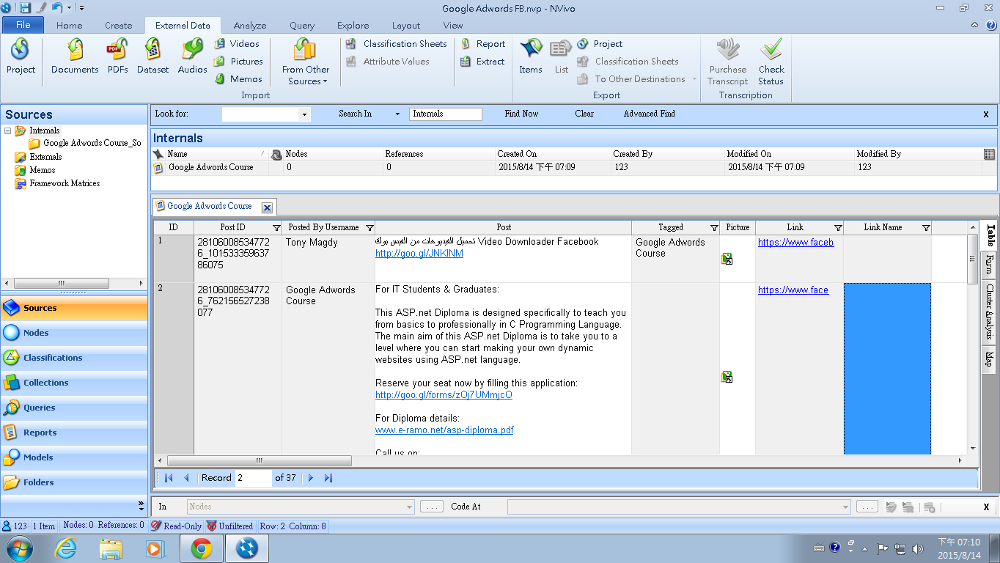 Google Adwords FB.nvp - NVivo
File Home Create External Data Analyze Query Explore Layout View
Project Documents PDFs Dataset Audios
Videos
Pictures
Memos
From Other
Sources
Classification Sheets
Attribute Values
Report
Extract
Items List
Project
Classification Sheets
To Other Destinations
Purchase
Transcript
Check
Status
Import Export Transcription
Sources
Internals
Google Adwords Course_So
Externals
Memos
Framework Matrices
Look for: Search In Internals Find Now Clear Advanced Find x
Internals
Name Nodes References Created On Created By Modified On Modified By
Google Adwords Course 0 0 2015/8/14 下午 07:09 123 2015/8/14 下午 07:09 123
Google Adwords Course
ID Post ID Posted By Username Post Tagged Picture Link Link Name
1
28106008534772
6_101533359637
86075
Tony Magdy
تحميل الفيديوهات من الفيس بوك Video Downloader Facebook
http://goo.gl/JNKlNM
Google Adwords
Course
https://www.faceb
2
28106008534772
6_762156527238
077
Google Adwords
Course
For IT Students & Graduates:
This ASP.net Diploma is designed specifically to teach you
from basics to professionally in C Programming Language.
The main aim of this ASP.net Diploma is to take you to a
level where you can start making your own dynamic
websites using ASP.net language.
Reserve your seat now by filling this application:
http://goo.gl/forms/zOj7UMmjcO
For Diploma details:
www.e-ramo.net/asp-diploma.pdf
Call us on:
https://www.face
Table
Form
Cluster Analysis
Map
Sources
Nodes
Classifications
Collections
Queries
Reports
Models
Folders
Record 2 of 37
In Nodes ... Code At ... X
123 1 Item Nodes: 0 References: 0 Read-Only Unfiltered Row: 2 Column: 8
下午 07:10
2015/8/14